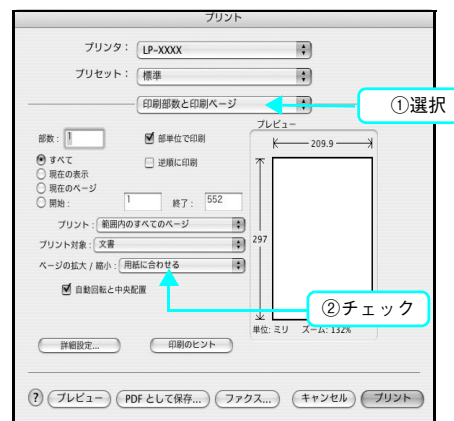 プリント
プリンタ： LP-XXXX
プリセット： 標準
印刷部数と印刷ページ
①選択
部数： 1 部単位で印刷
プレビュー
すべて 逆順に印刷
209.9
現在の表示
現在のページ
開始： 1 終了： 552
プリント： 範囲内のすべてのページ
プリント対象： 文書
297
ページの拡大 / 縮小： 用紙に合わせる
自動回転と中央配置
②チェック
単位: ミリ ズーム: 132%
詳細設定... 印刷のヒント
? プレビュー PDF として保存... ファクス... キャンセル プリント